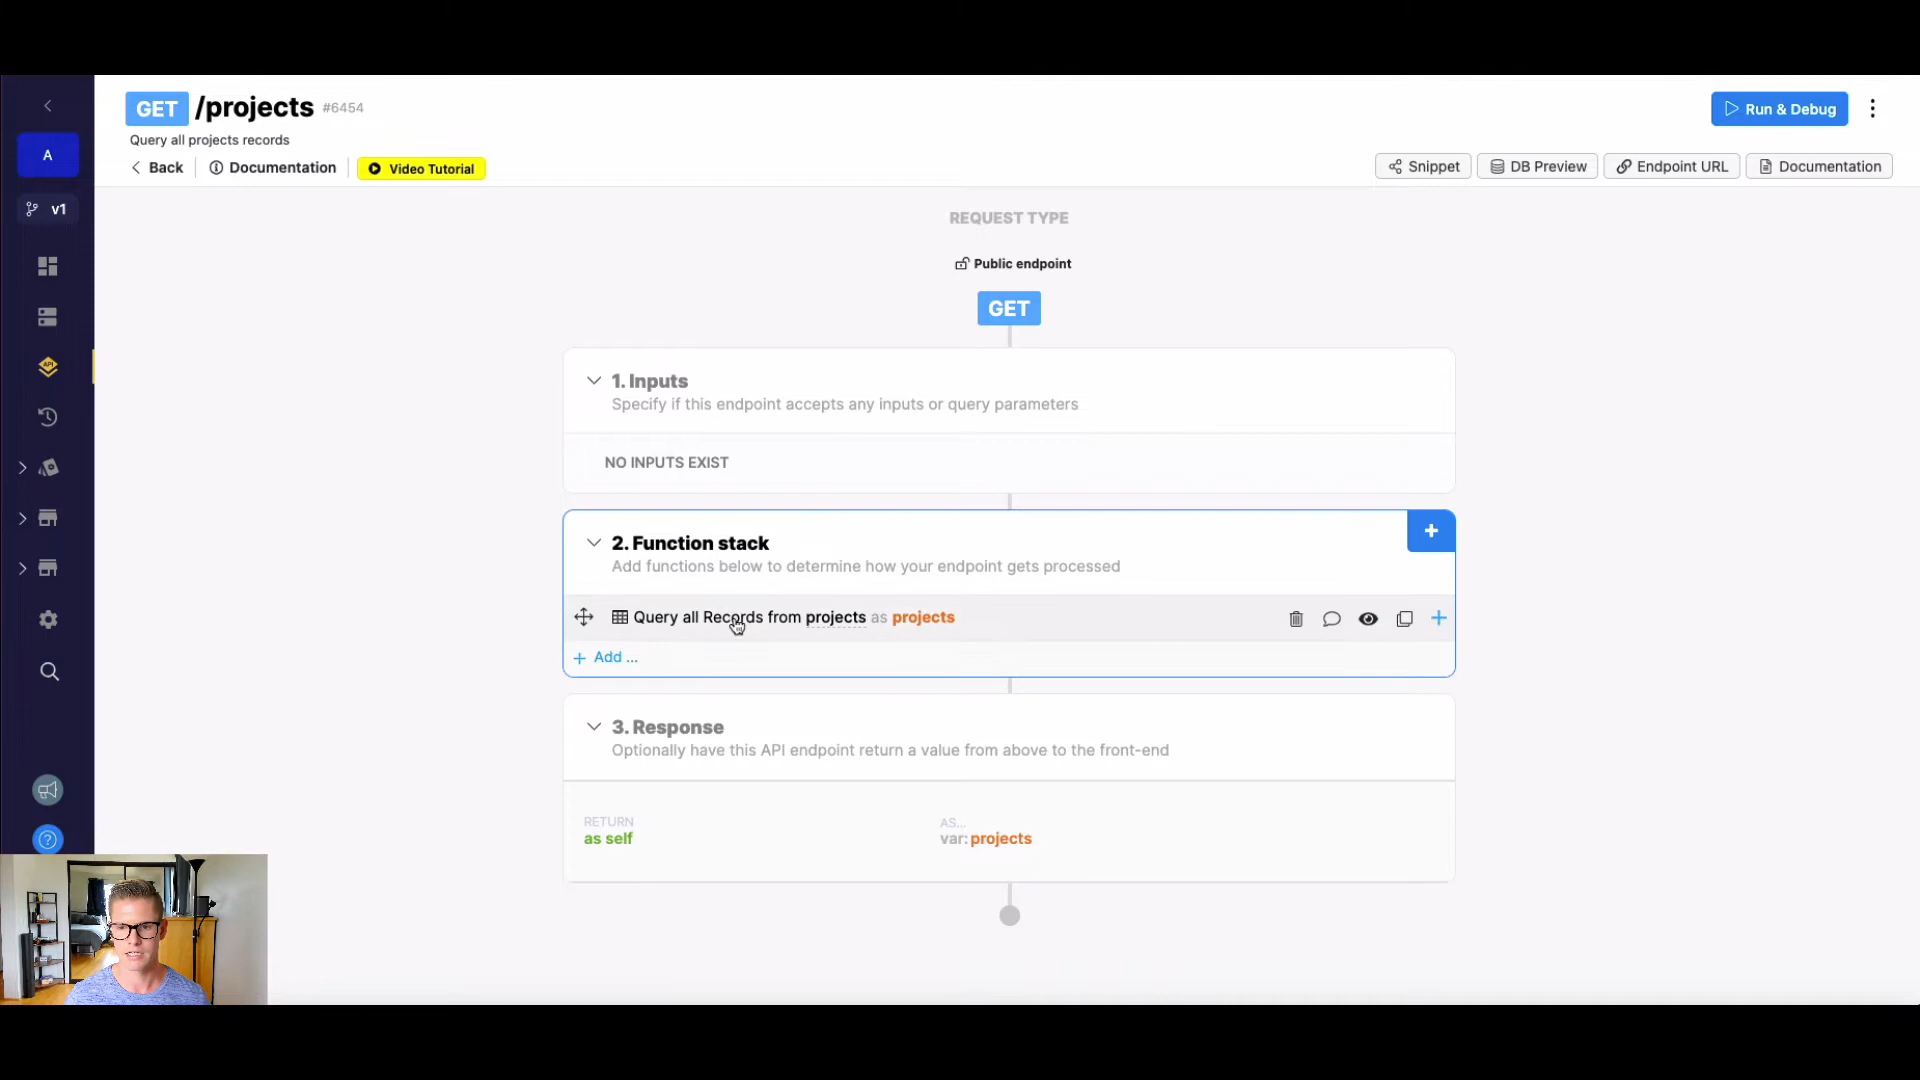 GET /projects #6454
Run & Debug
Query all projects records
Back
Documentation
Video Tutorial
Snippet
DB Preview
Endpoint URL
Documentation
A
v1
API
REQUEST TYPE
Public endpoint
GET
1. Inputs
Specify if this endpoint accepts any inputs or query parameters
NO INPUTS EXIST
2. Function stack
Add functions below to determine how your endpoint gets processed
Query all Records from projects as projects
+ Add ...
3. Response
Optionally have this API endpoint return a value from above to the front-end
RETURN
as self
AS...
var: projects